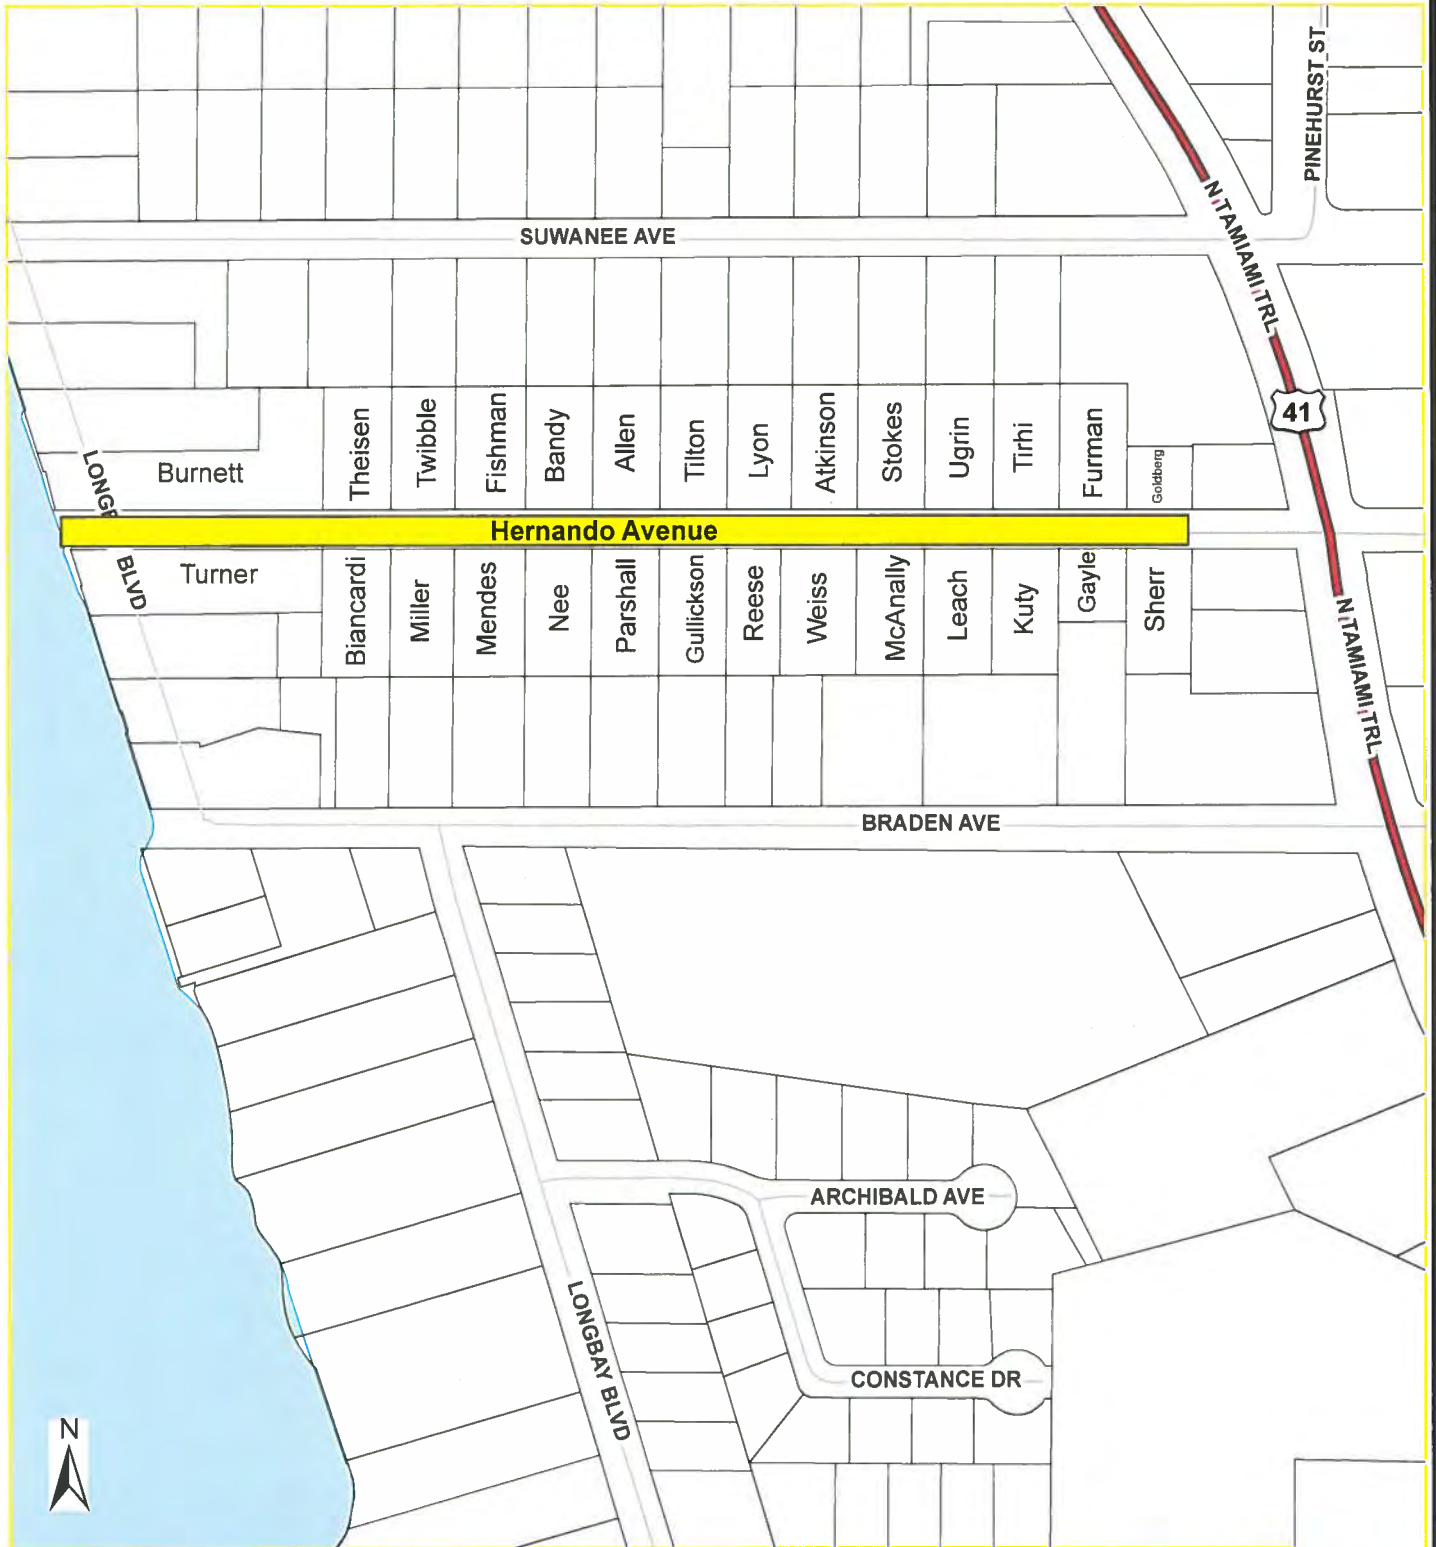 PINEHURST ST
N TAMIAMI TRL
SUWANEE AVE
41
Burnett
Theisen
Twibble
Fishman
Bandy
Allen
Tilton
Lyon
Atkinson
Stokes
Ugrin
Tirhi
Furman
Goldberg
Hernando Avenue
BLVD
Turner
Biancardi
Miller
Mendes
Nee
Parshall
Gullickson
Reese
Weiss
McAnally
Leach
Kuty
Gayle
Sherr
N TAMIAMI TRL
BRADEN AVE
ARCHIBALD AVE
LONGBAY BLVD
CONSTANCE DR
N